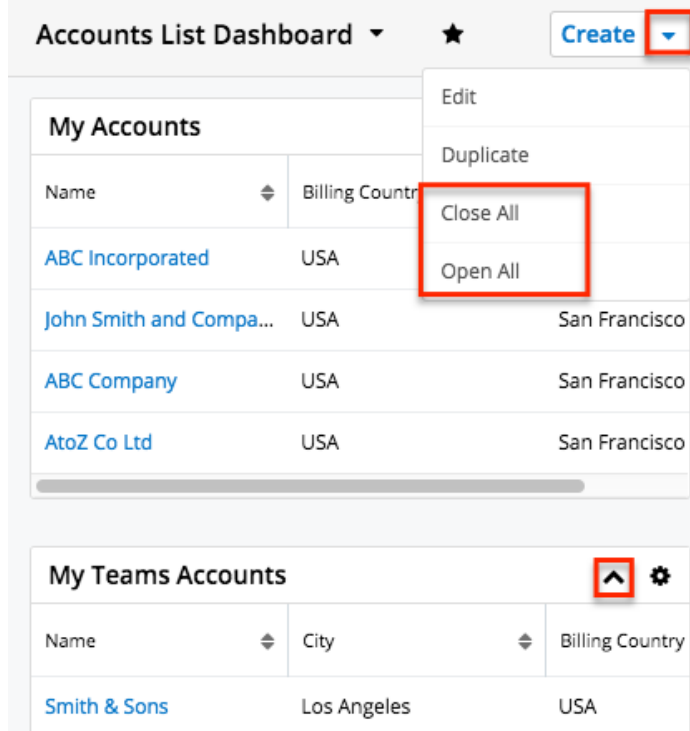 Accounts List Dashboard Create
Edit
My Accounts
Duplicate
Name Billing Countr
Close All
ABC Incorporated USA
Open All
John Smith and Compa... USA San Francisco
ABC Company USA San Francisco
AtoZ Co Ltd USA San Francisco
My Teams Accounts
Name City Billing Country
Smith & Sons Los Angeles USA